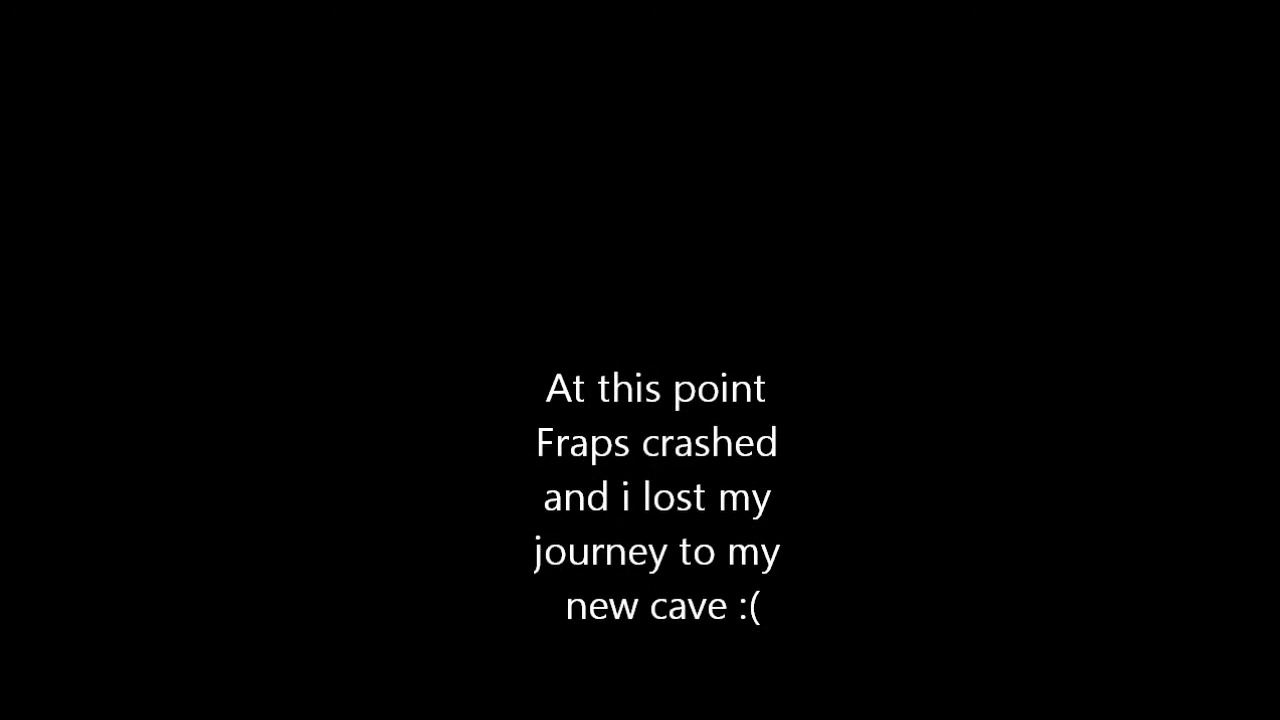 At this point
Fraps crashed
and i lost my
journey to my
new cave :(